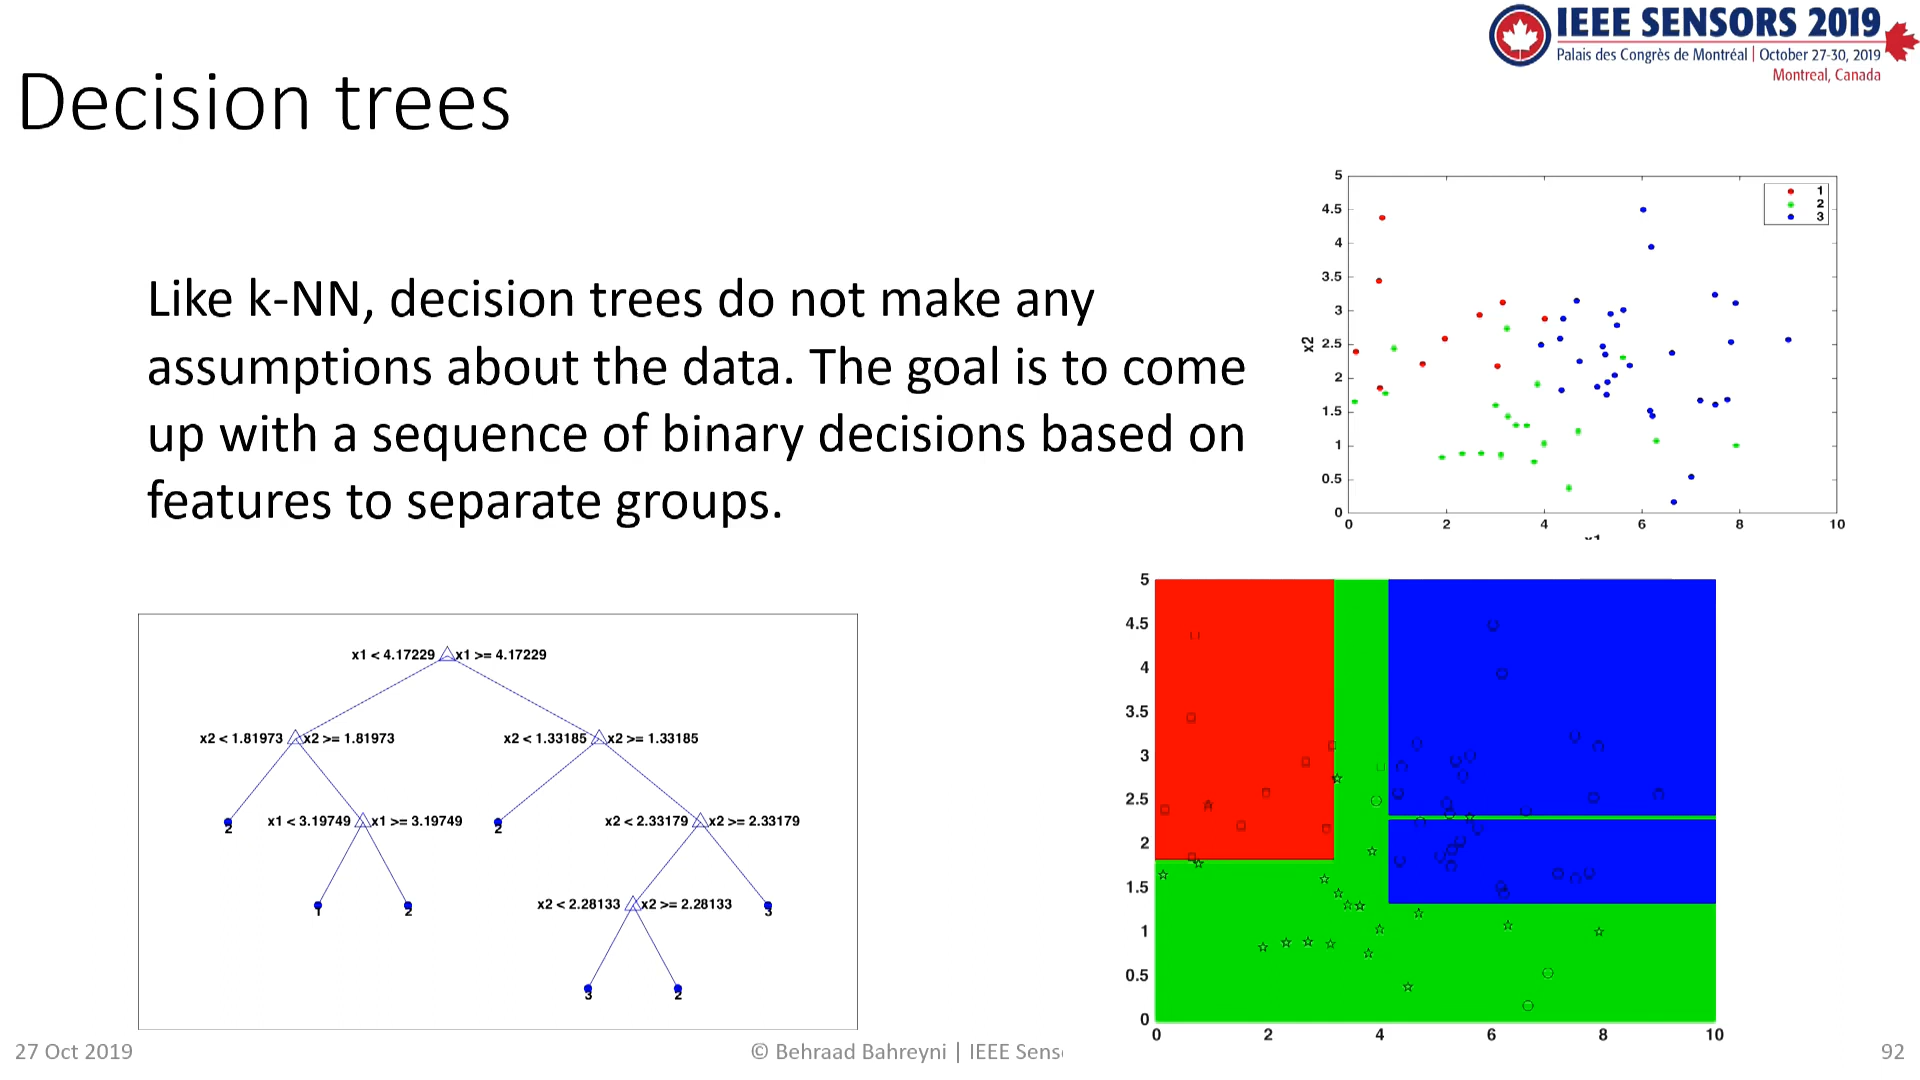 IEEE SENSORS 2019
Palais des Congrès de Montréal | October 27-30, 2019
Montreal, Canada
Decision trees
Like k-NN, decision trees do not make any
assumptions about the data. The goal is to come
up with a sequence of binary decisions based on
features to separate groups.
5
4.5
4
3.5
3
2.5
2
1.5
1
0.5
0
x2
0 2 4 6 8 10
1
2
3
x1 < 4.17229 x1 >= 4.17229
x2 < 1.81973 x2 >= 1.81973 x2 < 1.33185 x2 >= 1.33185
2 x1 < 3.19749 x1 >= 3.19749 2 x2 < 2.33179 x2 >= 2.33179
1 2 x2 < 2.28133 x2 >= 2.28133 3
3 2
5
4.5
4
3.5
3
2.5
2
1.5
1
0.5
0
0 2 4 6 8 10
27 Oct 2019
© Behraad Bahreyni | IEEE Sens
92